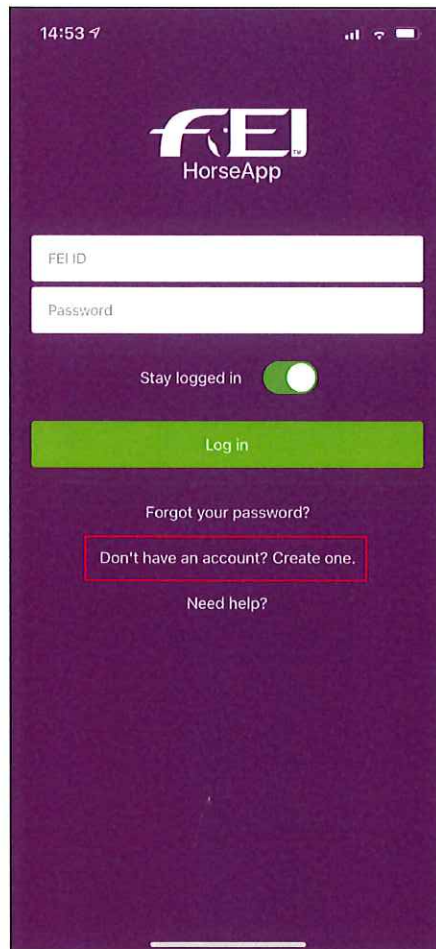 14:53
FEI™
HorseApp
FEI ID
Password
Stay logged in
Log in
Forgot your password?
Don't have an account? Create one.
Need help?